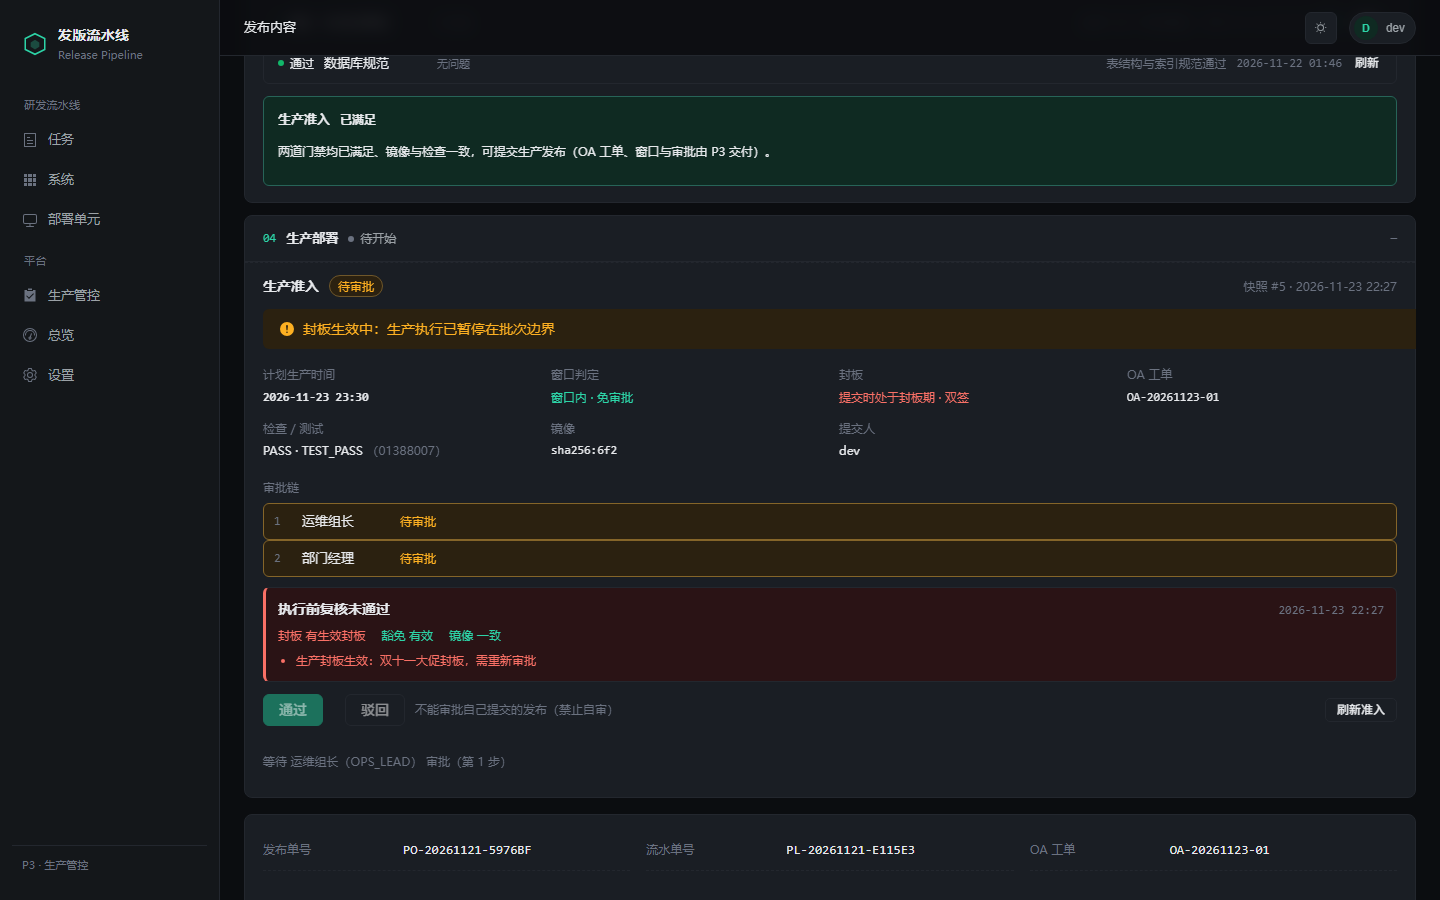 发版流水线
Release Pipeline
研发流水线
任务
系统
部署单元
平台
生产管控
总览
设置
P3 · 生产管控
发布内容
D dev
通过 数据库规范 无问题 表结构与索引规范通过 2026-11-22 01:46 刷新
生产准入 已满足
两道门禁均已满足、镜像与检查一致，可提交生产发布（OA 工单、窗口与审批由 P3 交付）。
04 生产部署 待开始 –
生产准入 待审批 快照 #5 · 2026-11-23 22:27
封板生效中：生产执行已暂停在批次边界
计划生产时间 窗口判定 封板 OA 工单
2026-11-23 23:30 窗口内 · 免审批 提交时处于封板期 · 双签 OA-20261123-01
检查 / 测试 镜像 提交人
PASS · TEST_PASS （01388007） sha256:6f2 dev
审批链
1 运维组长 待审批
2 部门经理 待审批
执行前复核未通过 2026-11-23 22:27
封板 有生效封板 豁免 有效 镜像 一致
• 生产封板生效：双十一大促封板，需重新审批
通过 驳回 不能审批自己提交的发布（禁止自审） 刷新准入
等待 运维组长（OPS_LEAD） 审批（第 1 步）
发布单号 PO-20261121-5976BF 流水单号 PL-20261121-E115E3 OA 工单 OA-20261123-01